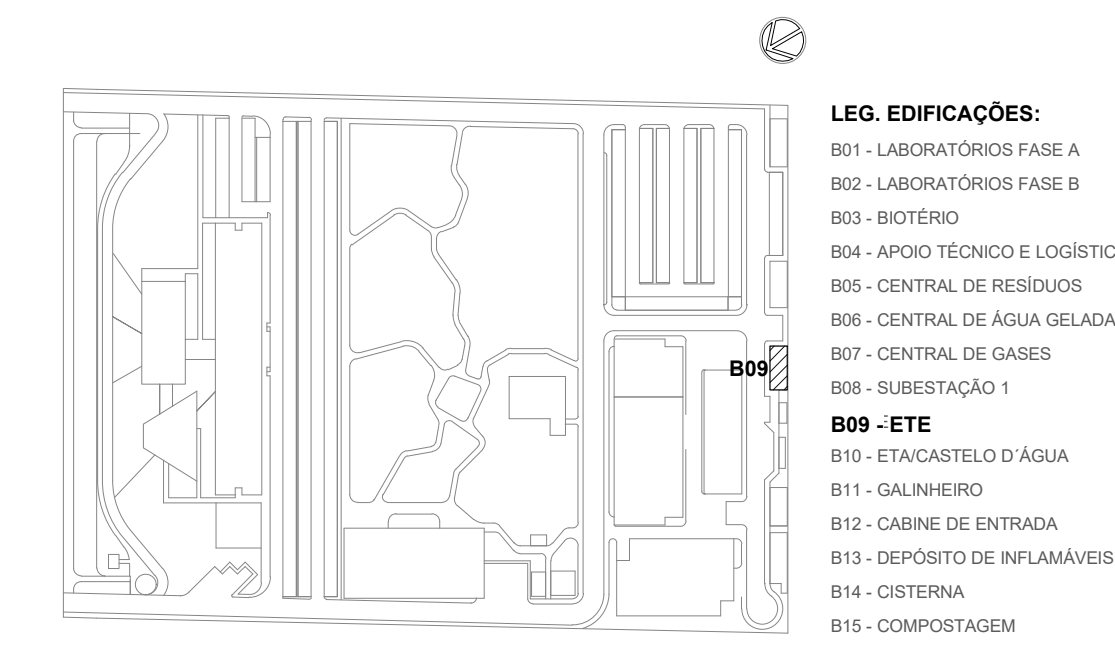 LEG. EDIFICAÇÕES:
B01 - LABORATÓRIOS FASE A
B02 - LABORATÓRIOS FASE B
B03 - BIOTÉRIO
B04 - APOIO TÉCNICO E LOGÍSTIC
B05 - CENTRAL DE RESÍDUOS
B06 - CENTRAL DE ÁGUA GELADA
B07 - CENTRAL DE GASES
B08 - SUBESTAÇÃO 1
B09 - ETE
B10 - ETA/CASTELO D´ÁGUA
B11 - GALINHEIRO
B12 - CABINE DE ENTRADA
B13 - DEPÓSITO DE INFLAMÁVEIS
B14 - CISTERNA
B15 - COMPOSTAGEM
B09